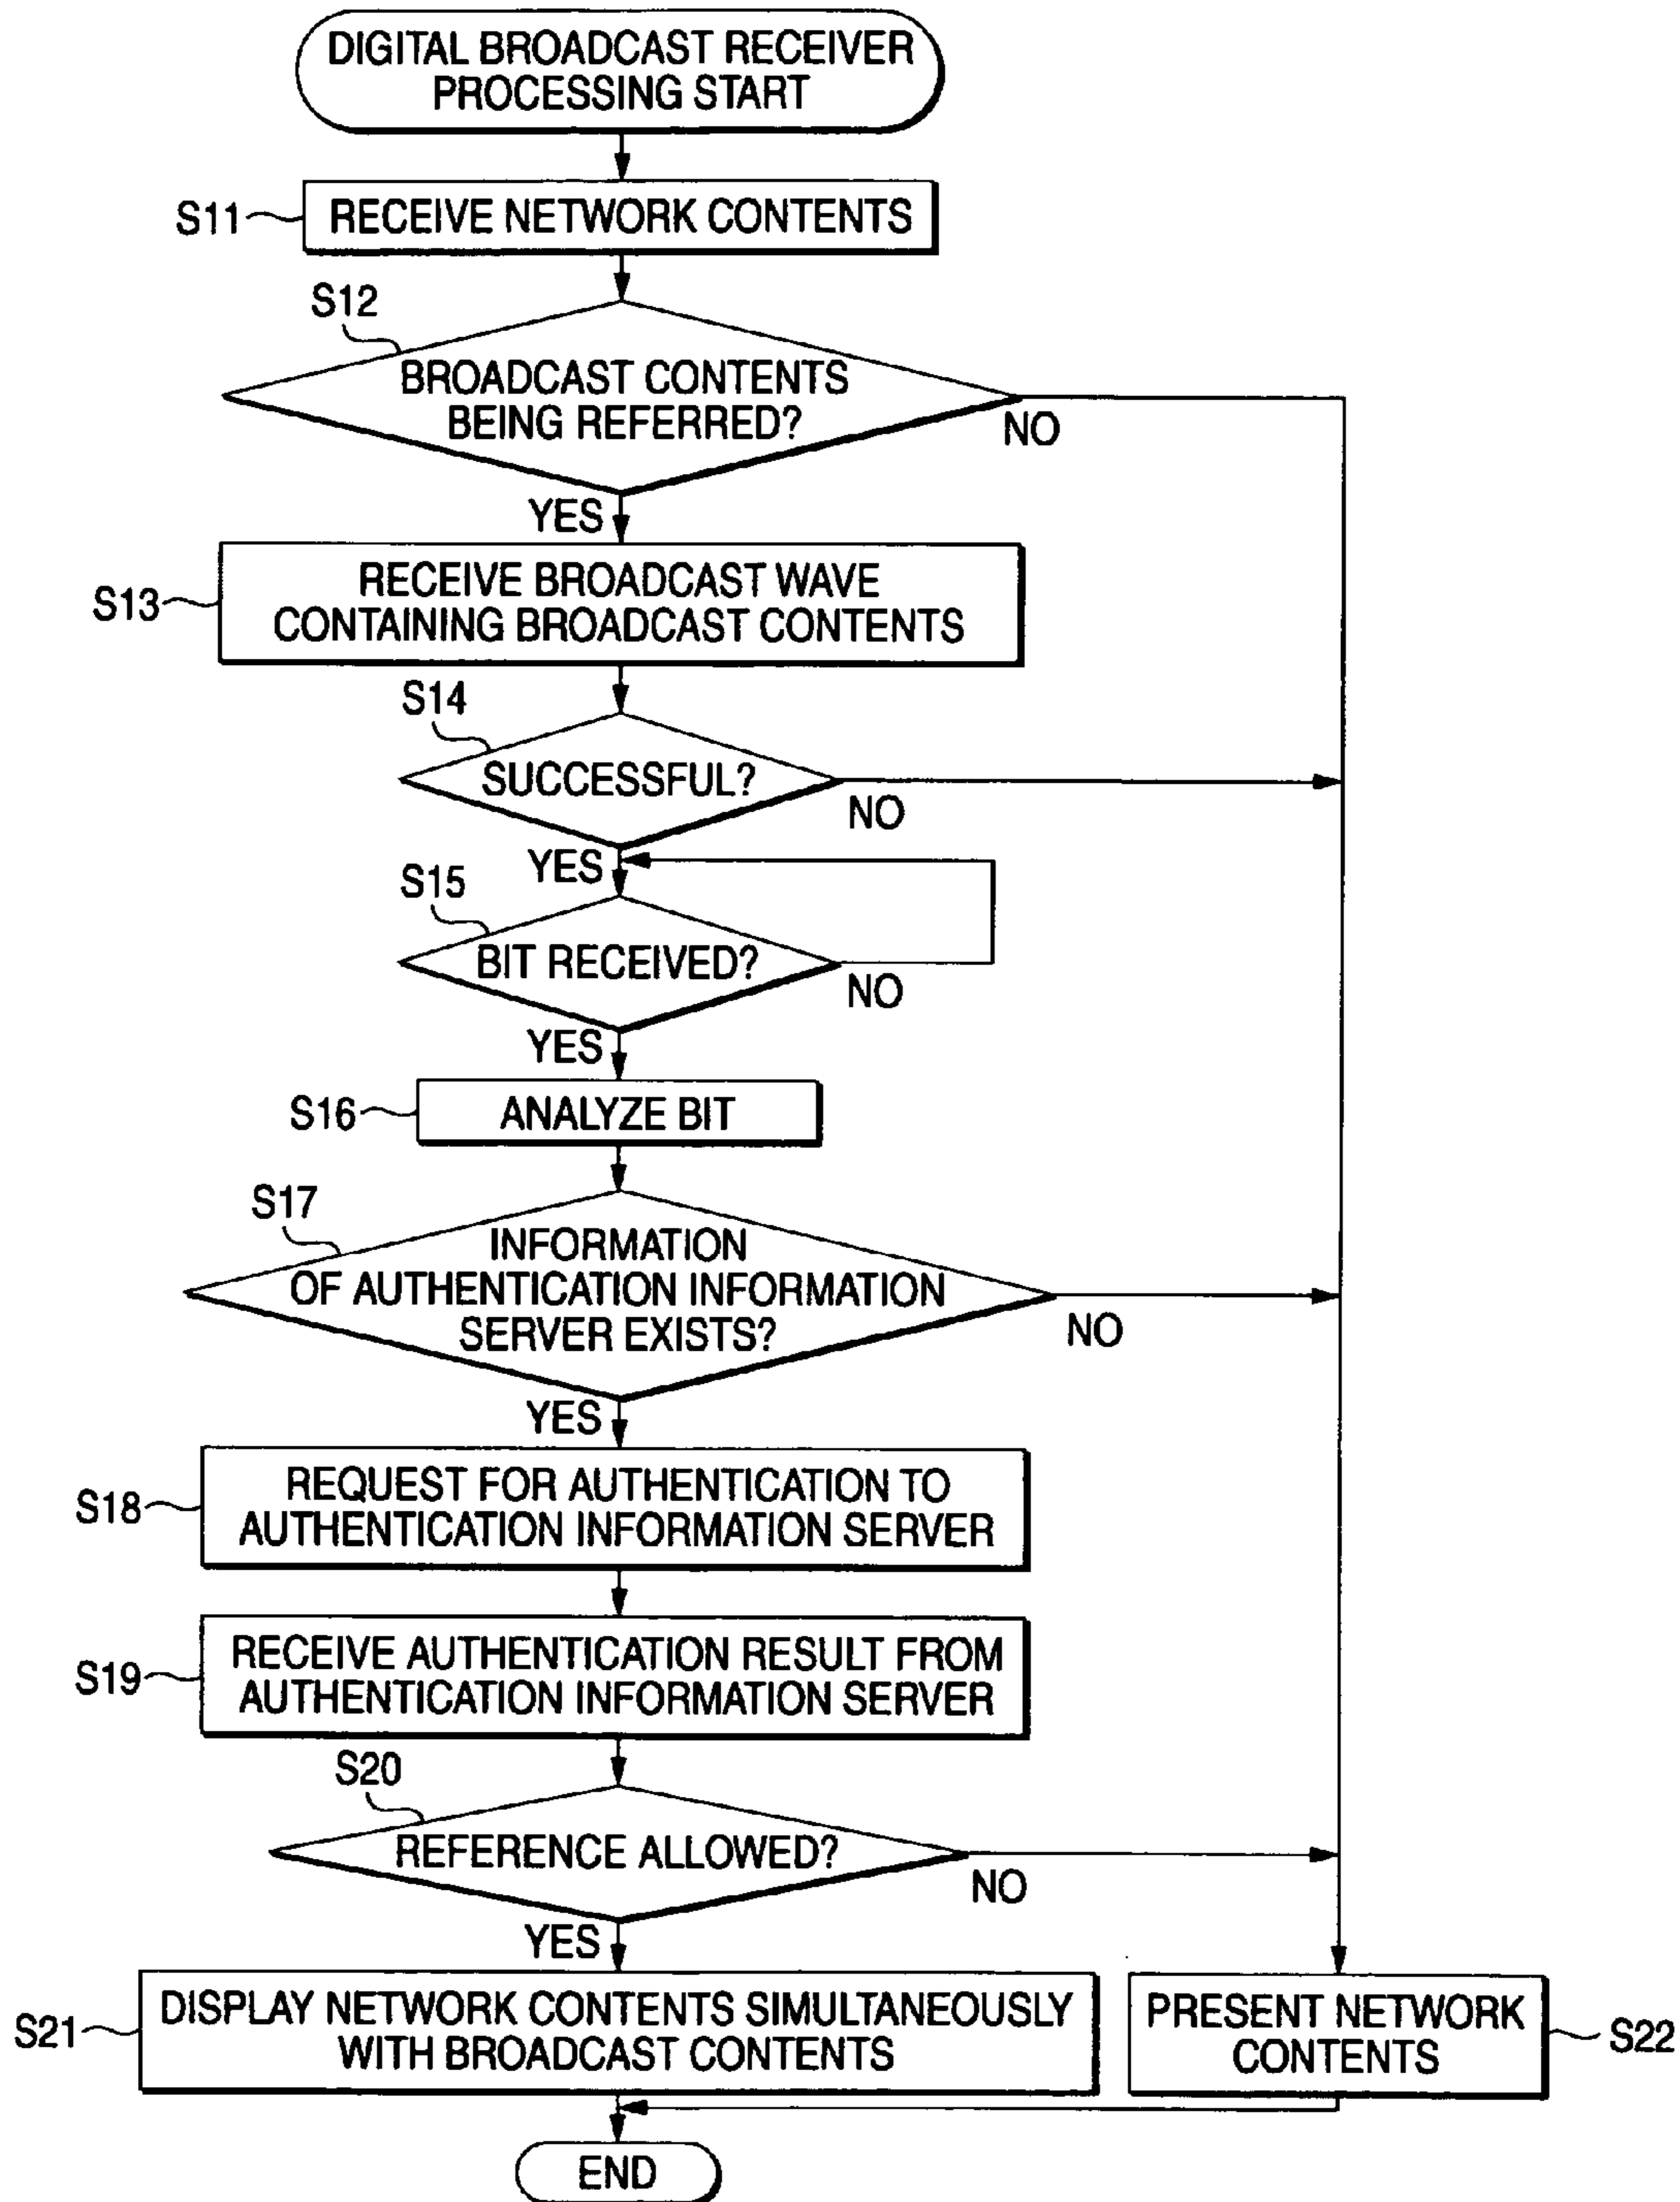 DIGITAL BROADCAST RECEIVER
PROCESSING START
S11
RECEIVE NETWORK CONTENTS
S12
BROADCAST CONTENTS
BEING REFERRED?
NO
YES
S13
RECEIVE BROADCAST WAVE
CONTAINING BROADCAST CONTENTS
S14
SUCCESSFUL?
NO
YES
S15
BIT RECEIVED?
NO
YES
S16
ANALYZE BIT
S17
INFORMATION
OF AUTHENTICATION INFORMATION
SERVER EXISTS?
NO
YES
S18
REQUEST FOR AUTHENTICATION TO
AUTHENTICATION INFORMATION SERVER
S19
RECEIVE AUTHENTICATION RESULT FROM
AUTHENTICATION INFORMATION SERVER
S20
REFERENCE ALLOWED?
NO
YES
S21
DISPLAY NETWORK CONTENTS SIMULTANEOUSLY
WITH BROADCAST CONTENTS
PRESENT NETWORK
CONTENTS
S22
END